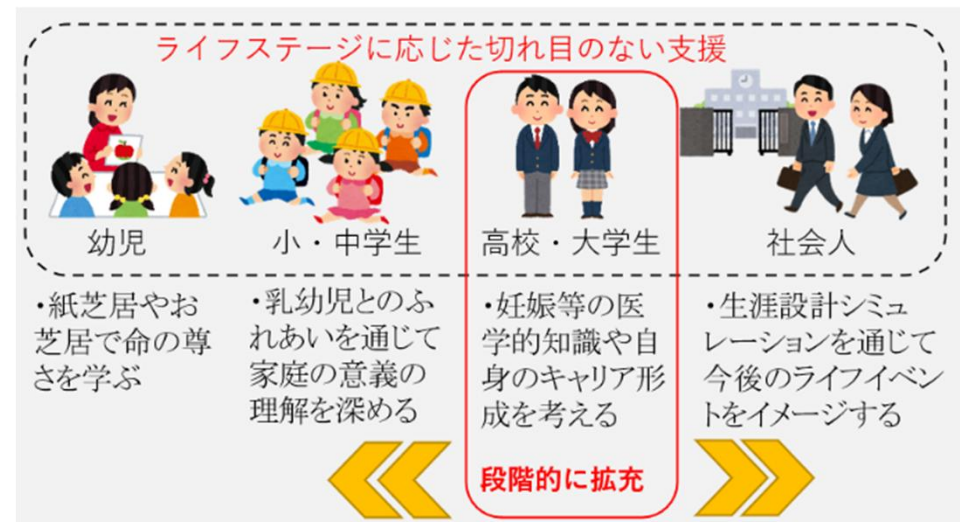 ライフステージに応じた切れ目のない支援
幼児
小・中学生
高校・大学生
社会人
・紙芝居やお
芝居で命の尊
さを学ぶ
・乳幼児とのふ
れあいを通じて
家庭の意義の
理解を深める
・妊娠等の医
学的知識や自
身のキャリア形
成を考える
・生涯設計シミュ
レーションを通じて
今後のライフイベン
トをイメージする
段階的に拡充